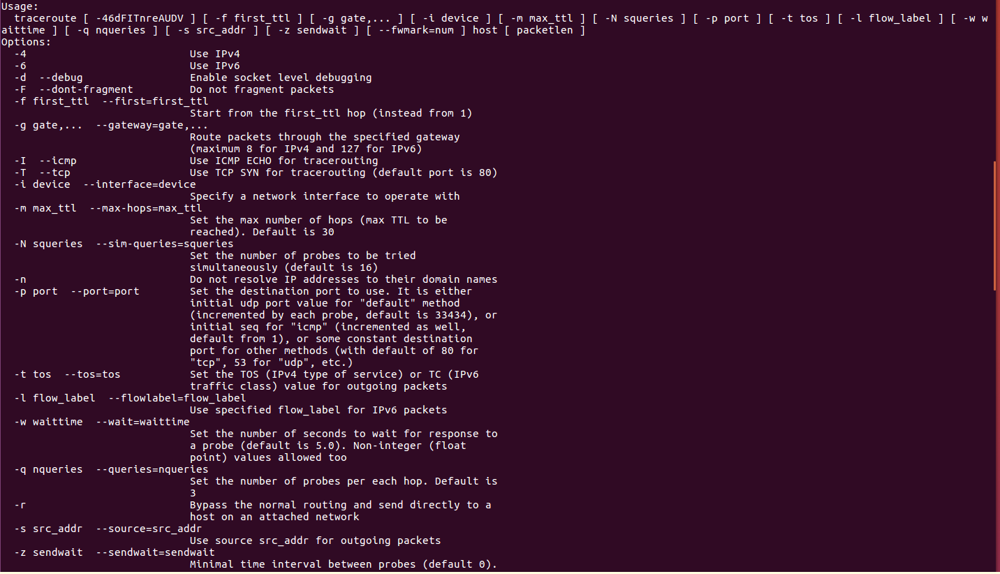 Usage:
  traceroute [ -46dFITnreAUDV ] [ -f first_ttl ] [ -g gate,... ] [ -i device ] [ -m max_ttl ] [ -N squeries ] [ -p port ] [ -t tos ] [ -l flow_label ] [ -w w
aittime ] [ -q nqueries ] [ -s src_addr ] [ -z sendwait ] [ --fwmark=num ] host [ packetlen ]
Options:
  -4                          Use IPv4
  -6                          Use IPv6
  -d  --debug                 Enable socket level debugging
  -F  --dont-fragment         Do not fragment packets
  -f first_ttl  --first=first_ttl
                              Start from the first_ttl hop (instead from 1)
  -g gate,...  --gateway=gate,...
                              Route packets through the specified gateway
                              (maximum 8 for IPv4 and 127 for IPv6)
  -I  --icmp                  Use ICMP ECHO for tracerouting
  -T  --tcp                   Use TCP SYN for tracerouting (default port is 80)
  -i device  --interface=device
                              Specify a network interface to operate with
  -m max_ttl  --max-hops=max_ttl
                              Set the max number of hops (max TTL to be
                              reached). Default is 30
  -N squeries  --sim-queries=squeries
                              Set the number of probes to be tried
                              simultaneously (default is 16)
  -n                          Do not resolve IP addresses to their domain names
  -p port  --port=port        Set the destination port to use. It is either
                              initial udp port value for "default" method
                              (incremented by each probe, default is 33434), or
                              initial seq for "icmp" (incremented as well,
                              default from 1), or some constant destination
                              port for other methods (with default of 80 for
                              "tcp", 53 for "udp", etc.)
  -t tos  --tos=tos           Set the TOS (IPv4 type of service) or TC (IPv6
                              traffic class) value for outgoing packets
  -l flow_label  --flowlabel=flow_label
                              Use specified flow_label for IPv6 packets
  -w waittime  --wait=waittime
                              Set the number of seconds to wait for response to
                              a probe (default is 5.0). Non-integer (float
                              point) values allowed too
  -q nqueries  --queries=nqueries
                              Set the number of probes per each hop. Default is
                              3
  -r                          Bypass the normal routing and send directly to a
                              host on an attached network
  -s src_addr  --source=src_addr
                              Use source src_addr for outgoing packets
  -z sendwait  --sendwait=sendwait
                              Minimal time interval between probes (default 0).